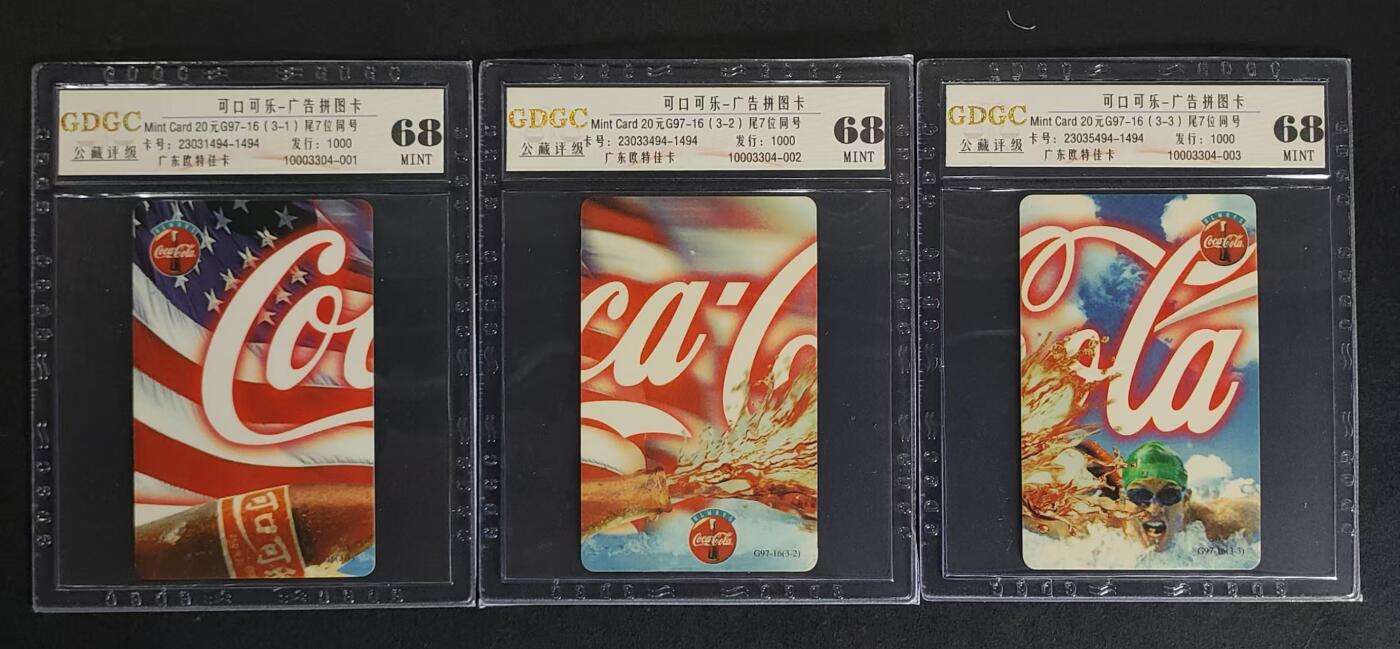 可口可乐-广告拼图卡
GDGC Mint Card 20元G97-16(3-1)尾7位同号 68
卡号:23031494-1494 发行:1000
公藏评级 广东欧特佳卡 10003304-001 MINT
可口可乐-广告拼图卡
GDGC Mint Card 20元G97-16(3-2)尾7位同号 68
卡号:23033494-1494 发行:1000
公藏评级 广东欧特佳卡 10003304-002 MINT
可口可乐-广告拼图卡
GDGC Mint Card 20元G97-16(3-3)尾7位同号 68
卡号:23035494-1494 发行:1000
公藏评级 广东欧特佳卡 10003304-003 MINT
ALWAYS
Coca-Cola
Coc
ca-C
ALWAYS
Coca-Cola
G97-16(3-2)
ALWAYS
Coca-Cola
ola
G97-16(3-3)